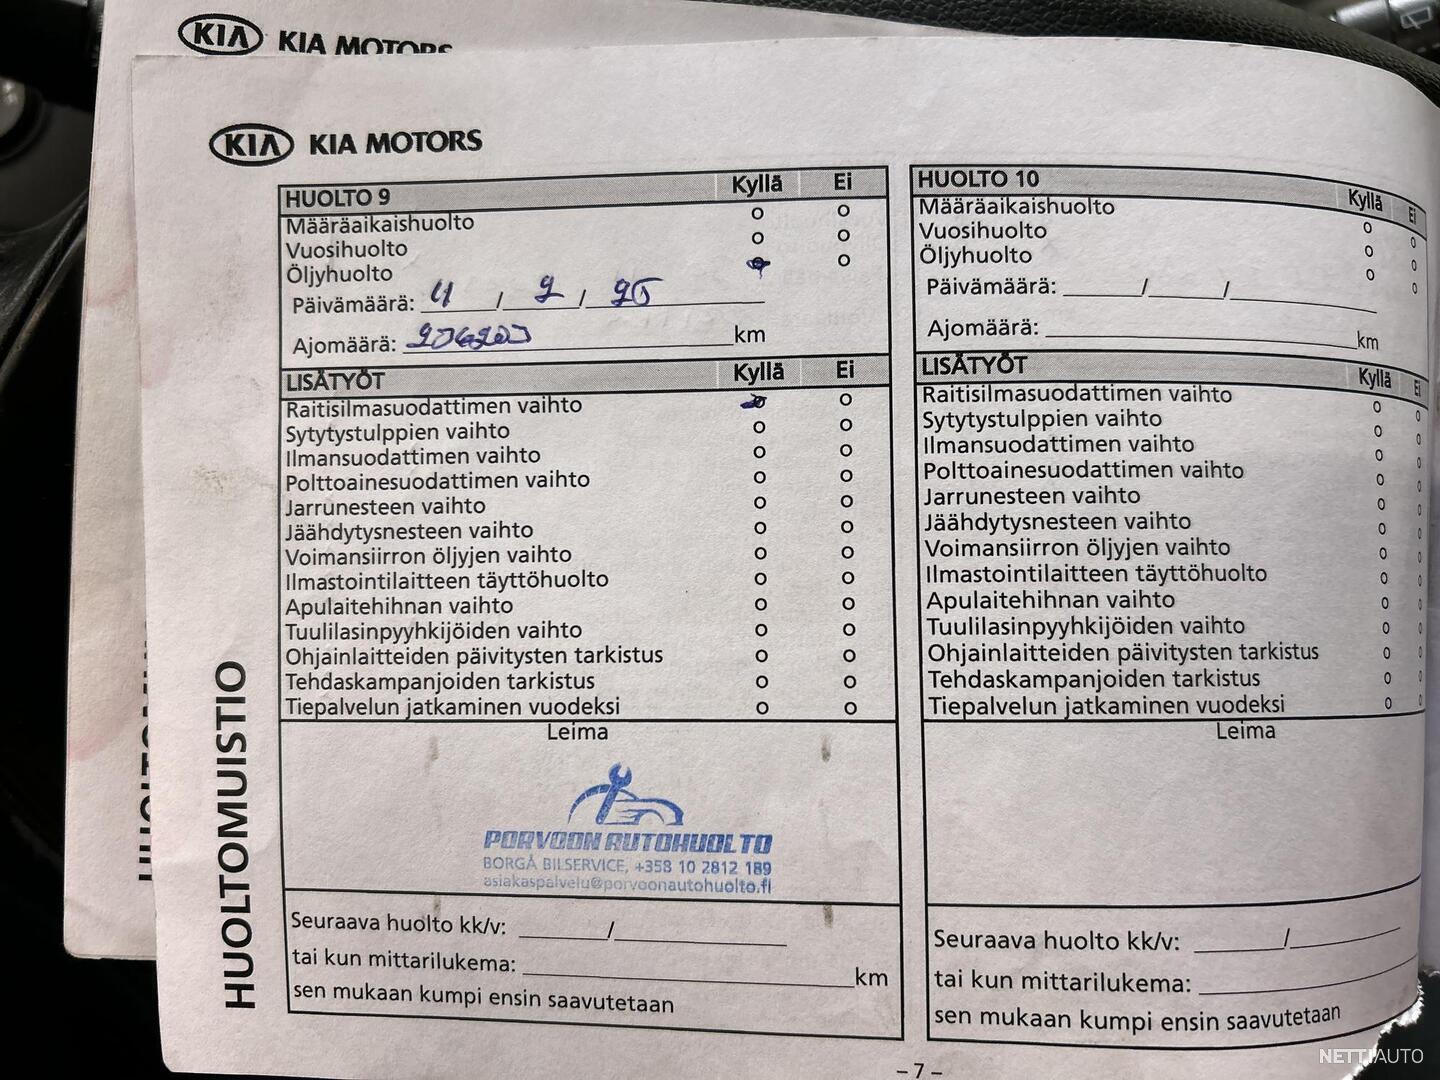 KIA KIA MOTORS
KIA KIA MOTORS
HUOLTO 9 Kyllä Ei
Määräaikaishuolto o o
Vuosihuolto o o
Öljyhuolto o o
Päivämäärä: / 2 / 25
Ajomäärä: km
LISÄTYÖT Kyllä Ei
Raitisilmasuodattimen vaihto o o
Sytytystulppien vaihto o o
Ilmansuodattimen vaihto o o
Polttoainesuodattimen vaihto o o
Jarrunesteen vaihto o o
Jäähdytysnesteen vaihto o o
Voimansiirron öljyjen vaihto o o
Ilmastointilaitteen täyttöhuolto o o
Apulaitehihnan vaihto o o
Tuulilasinpyyhkijöiden vaihto o o
Ohjainlaitteiden päivitysten tarkistus o o
Tehdaskampanjoiden tarkistus o o
Tiepalvelun jatkaminen vuodeksi o o
Leima
PORVOON AUTOHUOLTO
BORGÅ BILSERVICE, +358 10 2812 189
asiakaspalvelu@porvoonautohuolto.fi
Seuraava huolto kk/v: /
tai kun mittarilukema: km
sen mukaan kumpi ensin saavutetaan
HUOLTO 10 Kyllä Ei
Määräaikaishuolto o o
Vuosihuolto o o
Öljyhuolto o o
Päivämäärä: / /
Ajomäärä: km
LISÄTYÖT Kyllä Ei
Raitisilmasuodattimen vaihto o o
Sytytystulppien vaihto o o
Ilmansuodattimen vaihto o o
Polttoainesuodattimen vaihto o o
Jarrunesteen vaihto o o
Jäähdytysnesteen vaihto o o
Voimansiirron öljyjen vaihto o o
Ilmastointilaitteen täyttöhuolto o o
Apulaitehihnan vaihto o o
Tuulilasinpyyhkijöiden vaihto o o
Ohjainlaitteiden päivitysten tarkistus o o
Tehdaskampanjoiden tarkistus o o
Tiepalvelun jatkaminen vuodeksi o o
Leima
Seuraava huolto kk/v: /
tai kun mittarilukema:
sen mukaan kumpi ensin saavutetaan
HUOLTOMUISTIO
– 7 –
NETTIAUTO